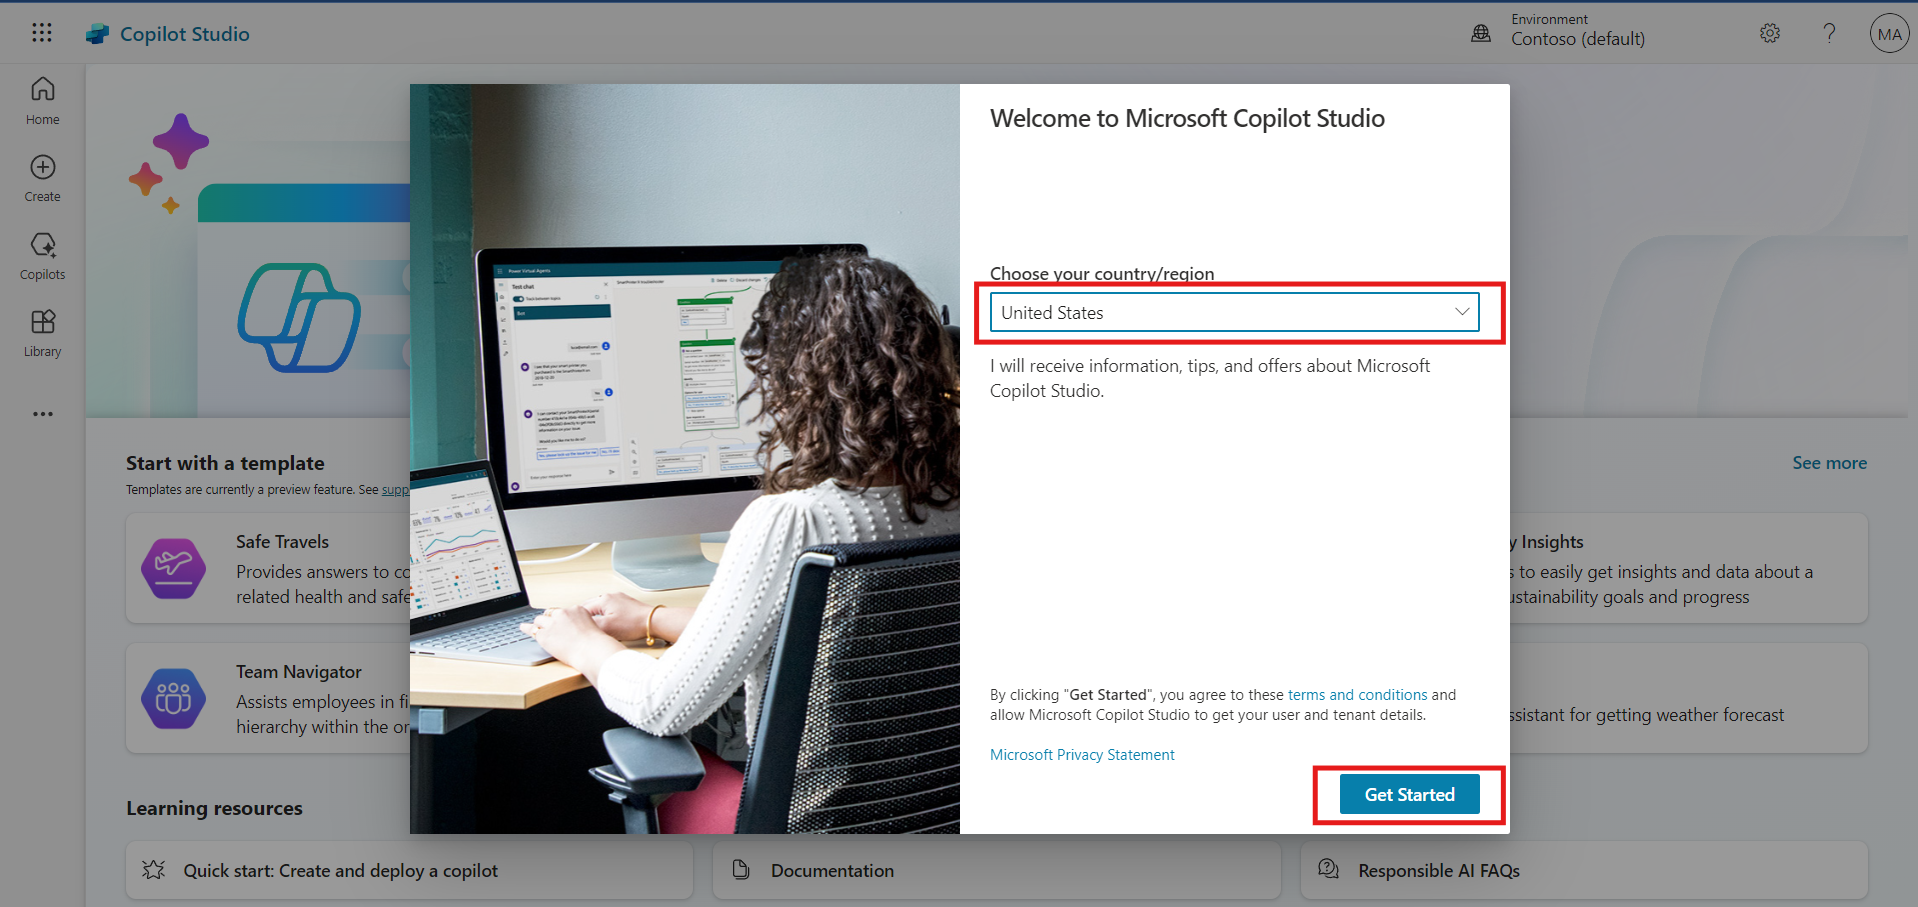 Copilot Studio
Environment
Contoso (default)
MA
Home
Create
Copilots
Library
Welcome to Microsoft Copilot Studio
Choose your country/region
United States
I will receive information, tips, and offers about Microsoft
Copilot Studio.
By clicking "Get Started", you agree to these terms and conditions and
allow Microsoft Copilot Studio to get your user and tenant details.
Microsoft Privacy Statement
Get Started
Power Virtual Agents
Test chat
Start with a template
See more
Templates are currently a preview feature. See supp
Safe Travels
Provides answers to co
related health and safe
y Insights
s to easily get insights and data about a
ustainability goals and progress
Team Navigator
Assists employees in fi
hierarchy within the or
ssistant for getting weather forecast
Learning resources
Quick start: Create and deploy a copilot
Documentation
Responsible AI FAQs